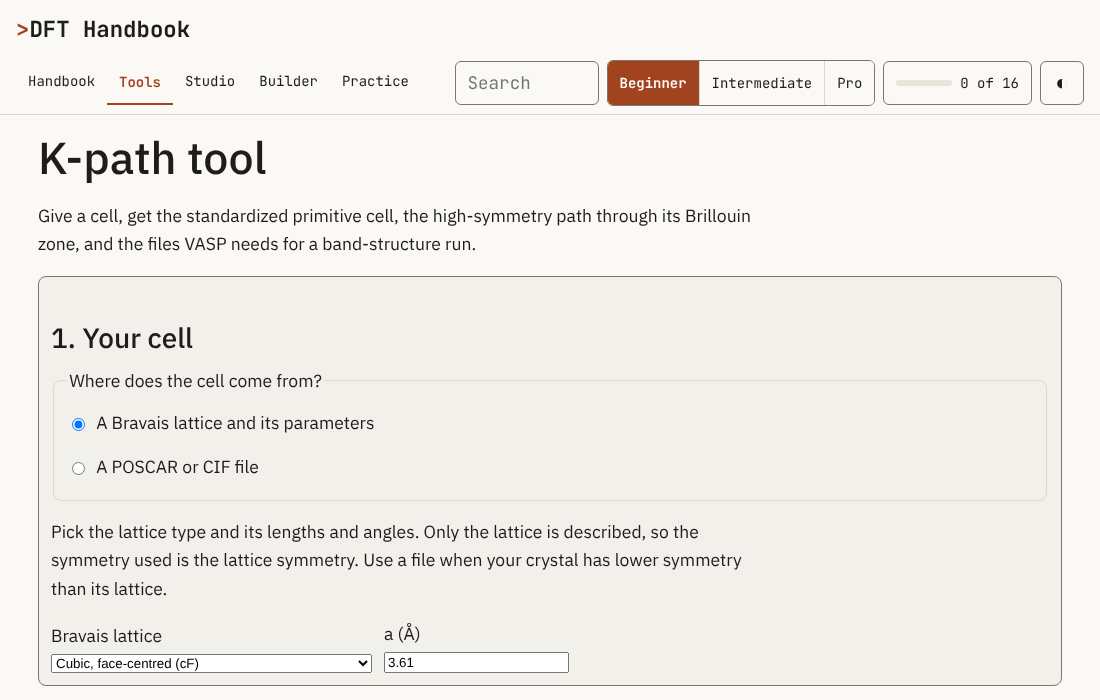 >DFT Handbook
Handbook Tools Studio Builder Practice Search Beginner Intermediate Pro 0 of 16
K-path tool
Give a cell, get the standardized primitive cell, the high-symmetry path through its Brillouin
zone, and the files VASP needs for a band-structure run.
1. Your cell
Where does the cell come from?
A Bravais lattice and its parameters
A POSCAR or CIF file
Pick the lattice type and its lengths and angles. Only the lattice is described, so the
symmetry used is the lattice symmetry. Use a file when your crystal has lower symmetry
than its lattice.
Bravais lattice a (Å)
Cubic, face-centred (cF) 3.61